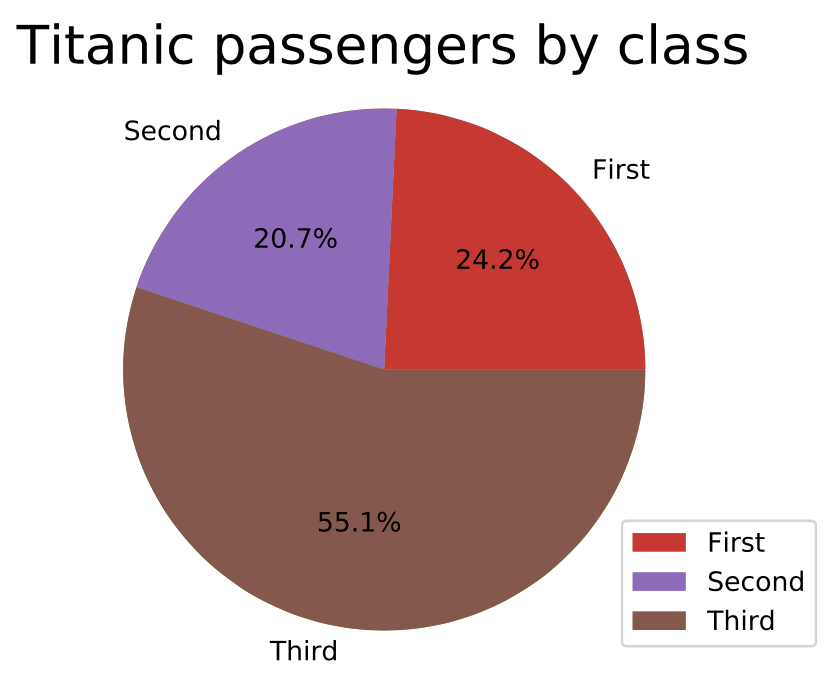 Titanic passengers by class
Second
First
20.7%
24.2%
55.1%
Third
First
Second
Third